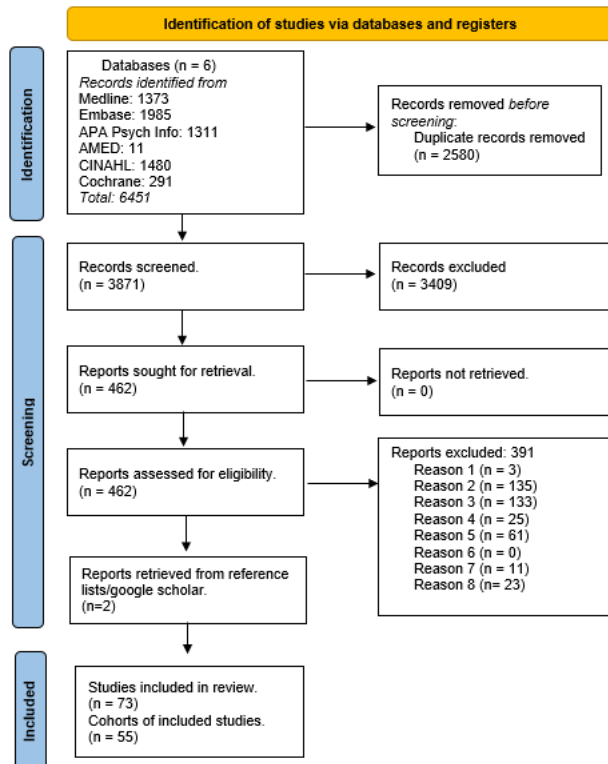 Identification of studies via databases and registers
Identification
Databases (n = 6)
Records identified from
Medline: 1373
Embase: 1985
APA Psych Info: 1311
AMED: 11
CINAHL: 1480
Cochrane: 291
Total: 6451
Records removed before
screening:
Duplicate records removed
(n = 2580)
Screening
Records screened.
(n = 3871)
Records excluded
(n = 3409)
Reports sought for retrieval.
(n = 462)
Reports not retrieved.
(n = 0)
Reports assessed for eligibility.
(n = 462)
Reports excluded: 391
Reason 1 (n = 3)
Reason 2 (n = 135)
Reason 3 (n = 133)
Reason 4 (n = 25)
Reason 5 (n = 61)
Reason 6 (n = 0)
Reason 7 (n = 11)
Reason 8 (n= 23)
Reports retrieved from reference
lists/google scholar.
(n=2)
Included
Studies included in review.
(n = 73)
Cohorts of included studies.
(n = 55)